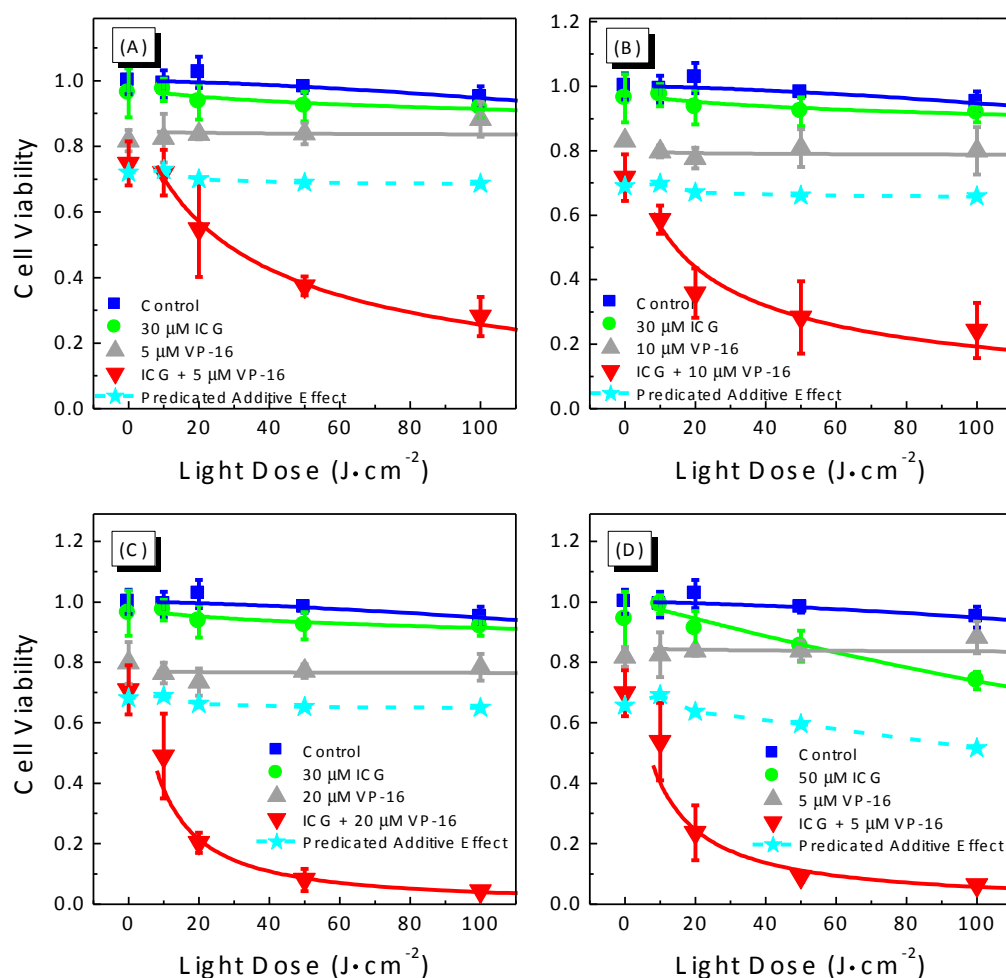 (A)
Cell Viability
1.0
0.8
0.6
0.4
0.2
0.0
Control
30 µM ICG
5 µM VP-16
ICG + 5 µM VP-16
Predicated Additive Effect
0 20 40 60 80 100
Light Dose (J·cm⁻²)
(B)
1.2
1.0
0.8
0.6
0.4
0.2
0.0
Control
30 µM ICG
10 µM VP-16
ICG + 10 µM VP-16
Predicated Additive Effect
0 20 40 60 80 100
Light Dose (J·cm⁻²)
(C)
Cell Viability
1.2
1.0
0.8
0.6
0.4
0.2
0.0
Control
30 µM ICG
20 µM VP-16
ICG + 20 µM VP-16
Predicated Additive Effect
0 20 40 60 80 100
Light Dose (J·cm⁻²)
(D)
1.2
1.0
0.8
0.6
0.4
0.2
0.0
Control
50 µM ICG
5 µM VP-16
ICG + 5 µM VP-16
Predicated Additive Effect
0 20 40 60 80 100
Light Dose (J·cm⁻²)